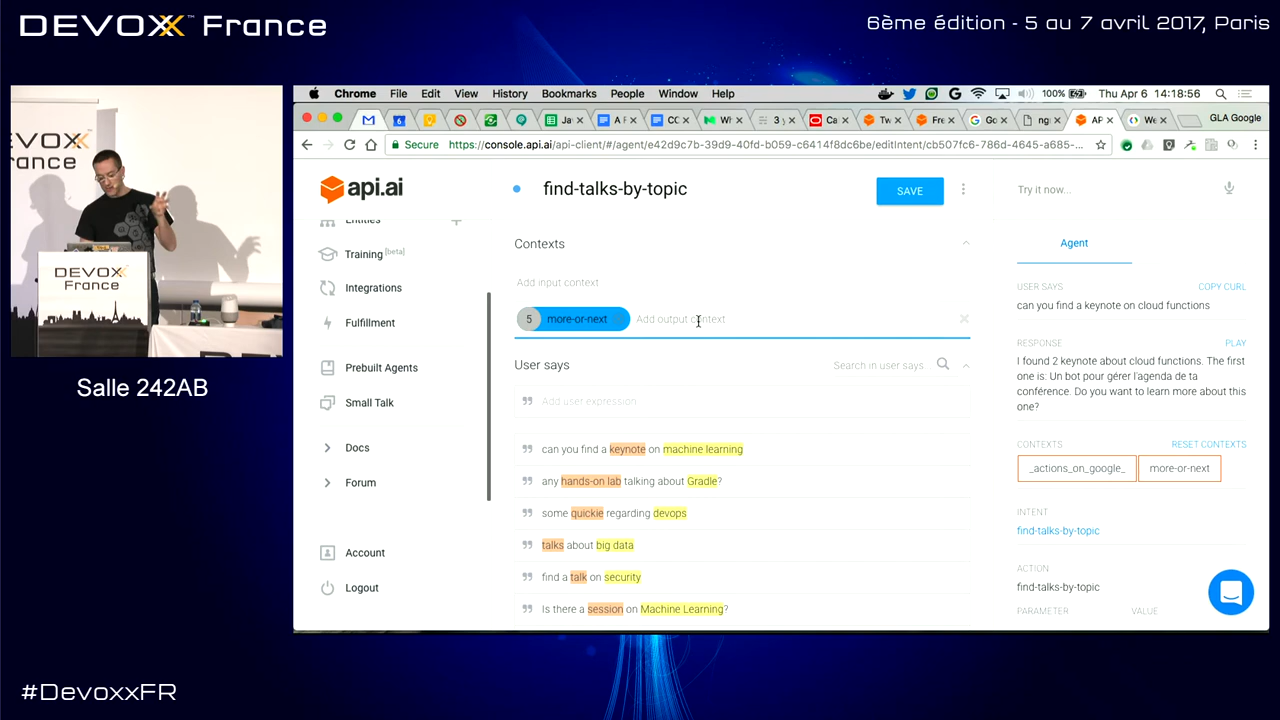 DEVOXX™ France
6ème édition - 5 au 7 avril 2017, Paris
DEVOXX
France
DEVOXX
France
Salle 242AB
#DevoxxFR
Chrome File Edit View History Bookmarks People Window Help
100% Thu Apr 6 14:18:56
GLA Google
Secure https://console.api.ai/api-client/#/agent/e42d9c7b-39d9-40fd-b059-c6414f8dc6be/editIntent/cb507fc6-786d-4645-a685-...
api.ai
Entities
Training [beta]
Integrations
Fulfillment
Prebuilt Agents
Small Talk
Docs
Forum
Account
Logout
find-talks-by-topic
SAVE
Contexts
Add input context
5 more-or-next Add output context
User says
Search in user says
Add user expression
can you find a keynote on machine learning
any hands-on lab talking about Gradle?
some quickie regarding devops
talks about big data
find a talk on security
Is there a session on Machine Learning?
Try it now...
Agent
USER SAYS COPY CURL
can you find a keynote on cloud functions
RESPONSE PLAY
I found 2 keynote about cloud functions. The first
one is: Un bot pour gérer l'agenda de ta
conférence. Do you want to learn more about this
one?
CONTEXTS RESET CONTEXTS
_actions_on_google_ more-or-next
INTENT
find-talks-by-topic
ACTION
find-talks-by-topic
PARAMETER VALUE